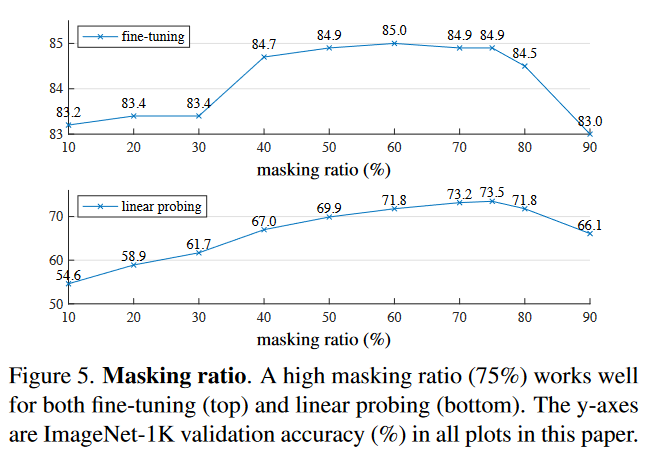 fine-tuning
85
84
83
83.2
83.4
83.4
84.7
84.9
85.0
84.9
84.9
84.5
83.0
10 20 30 40 50 60 70 80 90
masking ratio (%)
linear probing
70
60
50
54.6
58.9
61.7
67.0
69.9
71.8
73.2
73.5
71.8
66.1
10 20 30 40 50 60 70 80 90
masking ratio (%)
Figure 5. Masking ratio. A high masking ratio (75%) works well
for both fine-tuning (top) and linear probing (bottom). The y-axes
are ImageNet-1K validation accuracy (%) in all plots in this paper.